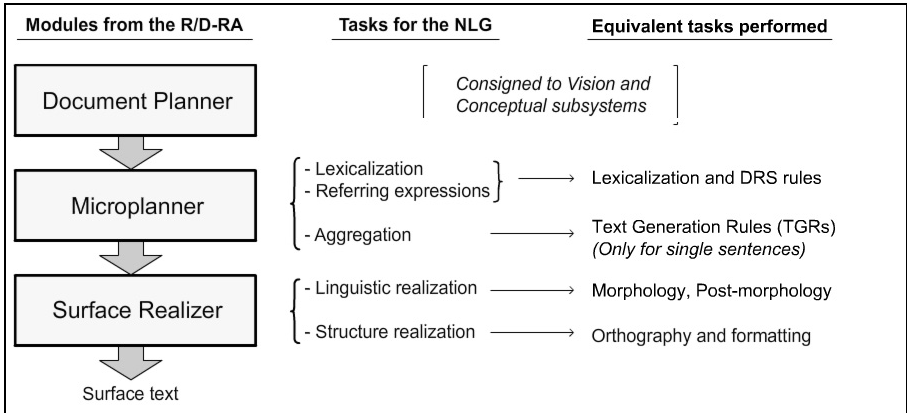 Modules from the R/D-RA
Tasks for the NLG
Equivalent tasks performed
Document Planner
Consigned to Vision and
Conceptual subsystems
Microplanner
- Lexicalization
- Referring expressions
Lexicalization and DRS rules
- Aggregation
Text Generation Rules (TGRs)
(Only for single sentences)
Surface Realizer
- Linguistic realization
Morphology, Post-morphology
- Structure realization
Orthography and formatting
Surface text